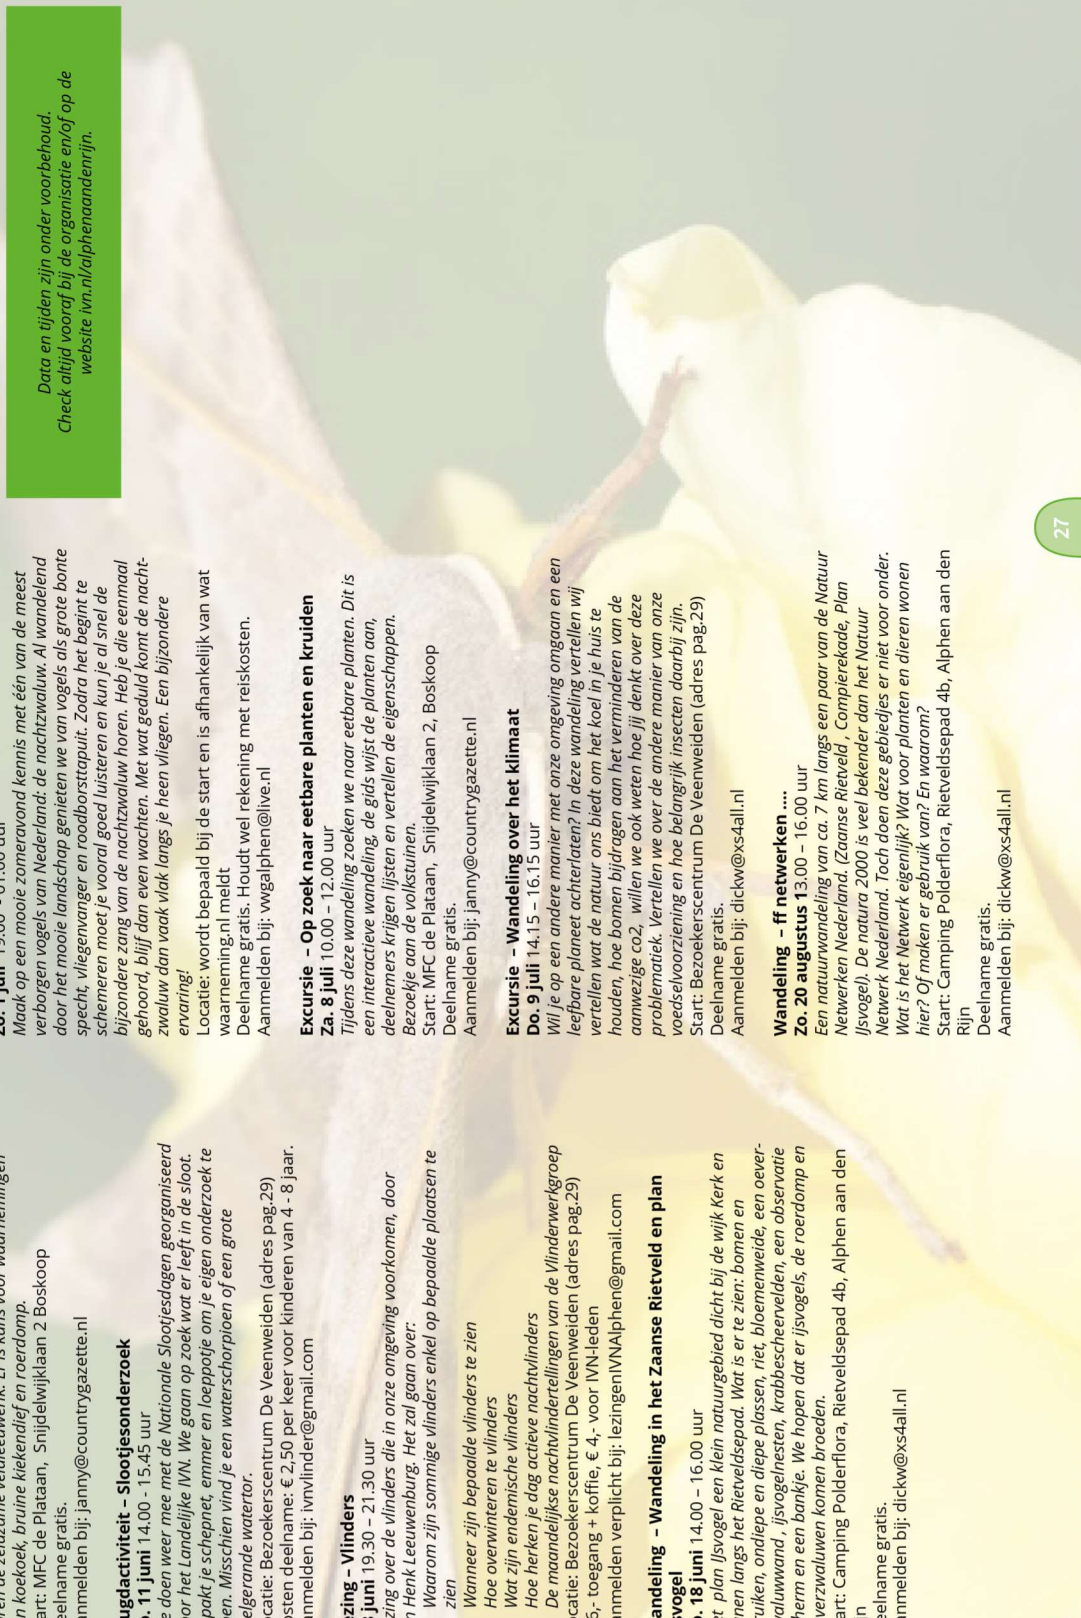 n koekoek, bruine kiekendief en roerdomp.
art: MFC de Plataan, Snijdelwijklaan 2 Boskoop
eelname gratis.
anmelden bij: janny@countrygazette.nl
ugdactiviteit – Slootjesonderzoek
. 11 juni 14.00 - 15.45 uur
e doen weer mee met de Nationale Slootjesdagen georganiseerd
or het Landelijke IVN. We gaan op zoek wat er leeft in de sloot.
pakt je schepnet, emmer en loeppotje om je eigen onderzoek te
en. Misschien vind je een waterschorpioen of een grote
elgerande watertor.
catie: Bezoekerscentrum De Veenweiden (adres pag.29)
osten deelname: € 2,50 per keer voor kinderen van 4 - 8 jaar.
anmelden bij: ivnvlinder@gmail.com
zing – Vlinders
juni 19.30 – 21.30 uur
zing over de vlinders die in onze omgeving voorkomen, door
n Henk Leeuwenburg. Het zal gaan over:
Waarom zijn sommige vlinders enkel op bepaalde plaatsen te
zien
Wanneer zijn bepaalde vlinders te zien
Hoe overwinteren te vlinders
Wat zijn endemische vlinders
Hoe herken je dag actieve nachtvlinders
De maandelijkse nachtvlindertellingen van de Vlinderwerkgroep
catie: Bezoekerscentrum De Veenweiden (adres pag.29)
6,- toegang + koffie, € 4,- voor IVN-leden
anmelden verplicht bij: lezingenIVNAlphen@gmail.com
andeling – Wandeling in het Zaanse Rietveld en plan
svogel
. 18 juni 14.00 – 16.00 uur
et plan IJsvogel een klein natuurgebied dicht bij de wijk Kerk en
nen langs het Rietveldsepad. Wat is er te zien: bomen en
ruiken, ondiepe en diepe plassen, riet, bloemenweide, een oever-
valuwwand, ijsvogelnesten, krabbescheervelden, een observatie
herm en een bankje. We hopen dat er ijsvogels, de roerdomp en
verzwaluwen komen broeden.
art: Camping Polderflora, Rietveldsepad 4b, Alphen aan den
jn
eelname gratis.
anmelden bij: dickw@xs4all.nl
Maak op een mooie zomeravond kennis met één van de meest
verborgen vogels van Nederland: de nachtzwaluw. Al wandelend
door het mooie landschap genieten we van vogels als grote bonte
specht, vliegenvanger en roodborsttapuit. Zodra het begint te
schemeren moet je vooral goed luisteren en kun je al snel de
bijzondere zang van de nachtzwaluw horen. Heb je die eenmaal
gehoord, blijf dan even wachten. Met wat geduld komt de nacht-
zwaluw dan vaak vlak langs je heen vliegen. Een bijzondere
ervaring!
Locatie: wordt bepaald bij de start en is afhankelijk van wat
waarneming.nl meldt
Deelname gratis. Houdt wel rekening met reiskosten.
Aanmelden bij: vwgalphen@live.nl
Excursie – Op zoek naar eetbare planten en kruiden
Za. 8 juli 10.00 – 12.00 uur
Tijdens deze wandeling zoeken we naar eetbare planten. Dit is
een interactieve wandeling, de gids wijst de planten aan,
deelnemers krijgen lijsten en vertellen de eigenschappen.
Bezoekje aan de volkstuinen.
Start: MFC de Plataan, Snijdelwijklaan 2, Boskoop
Deelname gratis.
Aanmelden bij: janny@countrygazette.nl
Excursie – Wandeling over het klimaat
Do. 9 juli 14.15 – 16.15 uur
Wil je op een andere manier met onze omgeving omgaan en een
leefbare planeet achterlaten? In deze wandeling vertellen wij
vertellen wat de natuur ons biedt om het koel in je huis te
houden, hoe bomen bijdragen aan het verminderen van de
aanwezige co2, willen we ook weten hoe jij denkt over deze
problematiek. Vertellen we over de andere manier van onze
voedselvoorziening en hoe belangrijk insecten daarbij zijn.
Start: Bezoekerscentrum De Veenweiden (adres pag.29)
Deelname gratis.
Aanmelden bij: dickw@xs4all.nl
Wandeling – ff netwerken....
Zo. 20 augustus 13.00 – 16.00 uur
Een natuurwandeling van ca. 7 km langs een paar van de Natuur
Netwerken Nederland. (Zaanse Rietveld , Compierekade, Plan
IJsvogel). De natura 2000 is veel bekender dan het Natuur
Netwerk Nederland. Toch doen deze gebiedjes er niet voor onder.
Wat is het Netwerk eigenlijk? Wat voor planten en dieren wonen
hier? Of maken er gebruik van? En waarom?
Start: Camping Polderflora, Rietveldsepad 4b, Alphen aan den
Rijn
Deelname gratis.
Aanmelden bij: dickw@xs4all.nl
Data en tijden zijn onder voorbehoud.
Check altijd vooraf bij de organisatie en/of op de
website ivn.nl/alphenaandenrijn.
27